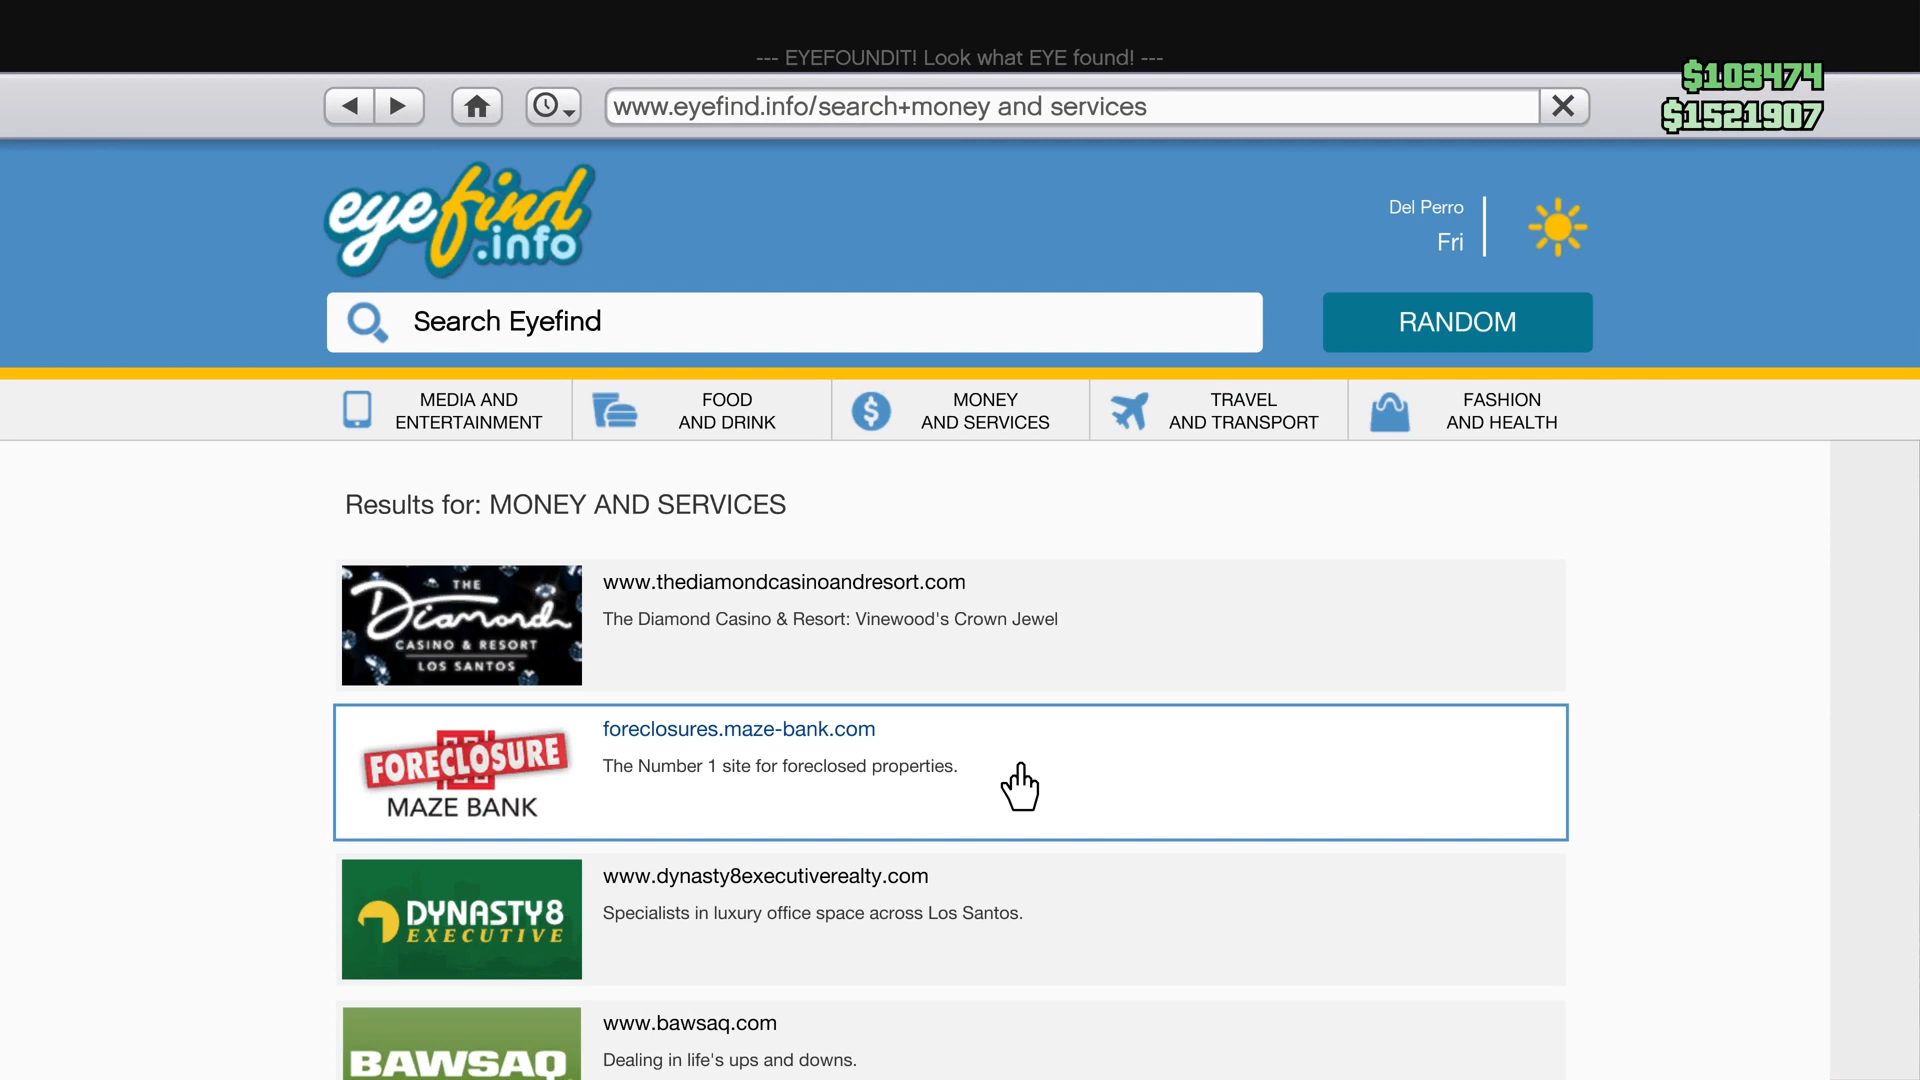 --- EYEFOUNDIT! Look what EYE found! ---
$103474
www.eyefind.info/search+money and services
$1521907
eyefind
.info
Del Perro
Fri
Search Eyefind
RANDOM
MEDIA AND
ENTERTAINMENT
FOOD
AND DRINK
MONEY
AND SERVICES
TRAVEL
AND TRANSPORT
FASHION
AND HEALTH
Results for: MONEY AND SERVICES
THE
Diamond
CASINO & RESORT
LOS SANTOS
www.thediamondcasinoandresort.com
The Diamond Casino & Resort: Vinewood's Crown Jewel
FORECLOSURE
MAZE BANK
foreclosures.maze-bank.com
The Number 1 site for foreclosed properties.
DYNASTY8
EXECUTIVE
www.dynasty8executiverealty.com
Specialists in luxury office space across Los Santos.
BAWSAQ
www.bawsaq.com
Dealing in life's ups and downs.